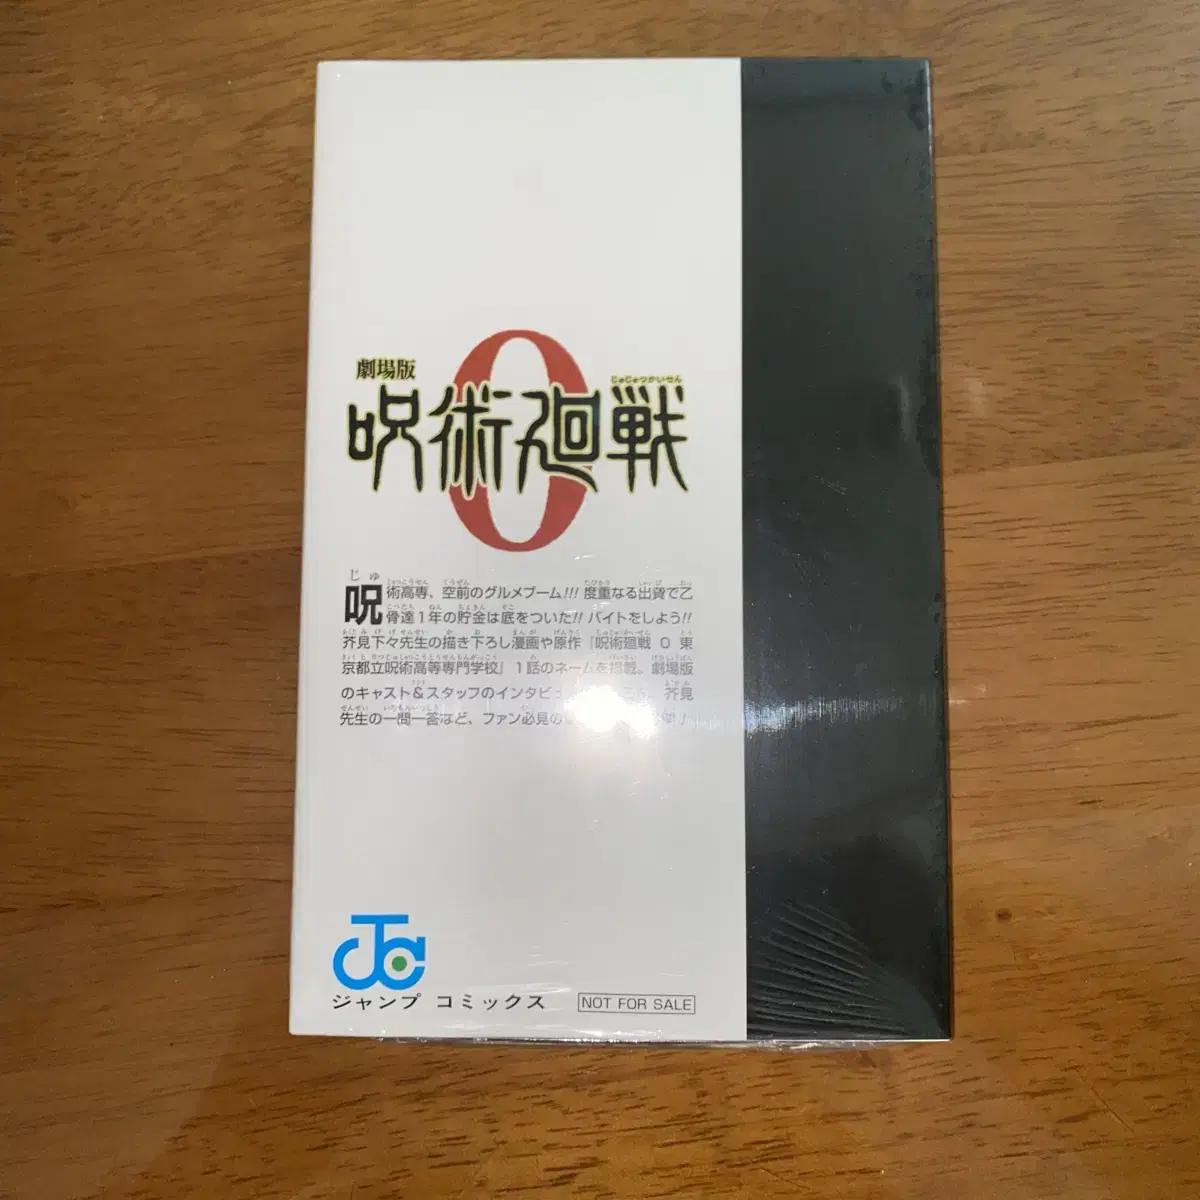 劇場版
じゅじゅつかいせん
呪術廻戦
0
呪術高専、空前のグルメブーム!!! 度重なる出費で乙
骨達1年の貯金は底をついた!! バイトをしよう!!
芥見下々先生の描き下ろし漫画や原作『呪術廻戦 0 東
京都立呪術高等専門学校』1話のネームを掲載。劇場版
のキャスト&スタッフのインタビュ 芥見
先生の一問一答など、ファン必見の
JC
ジャンプ コミックス
NOT FOR SALE